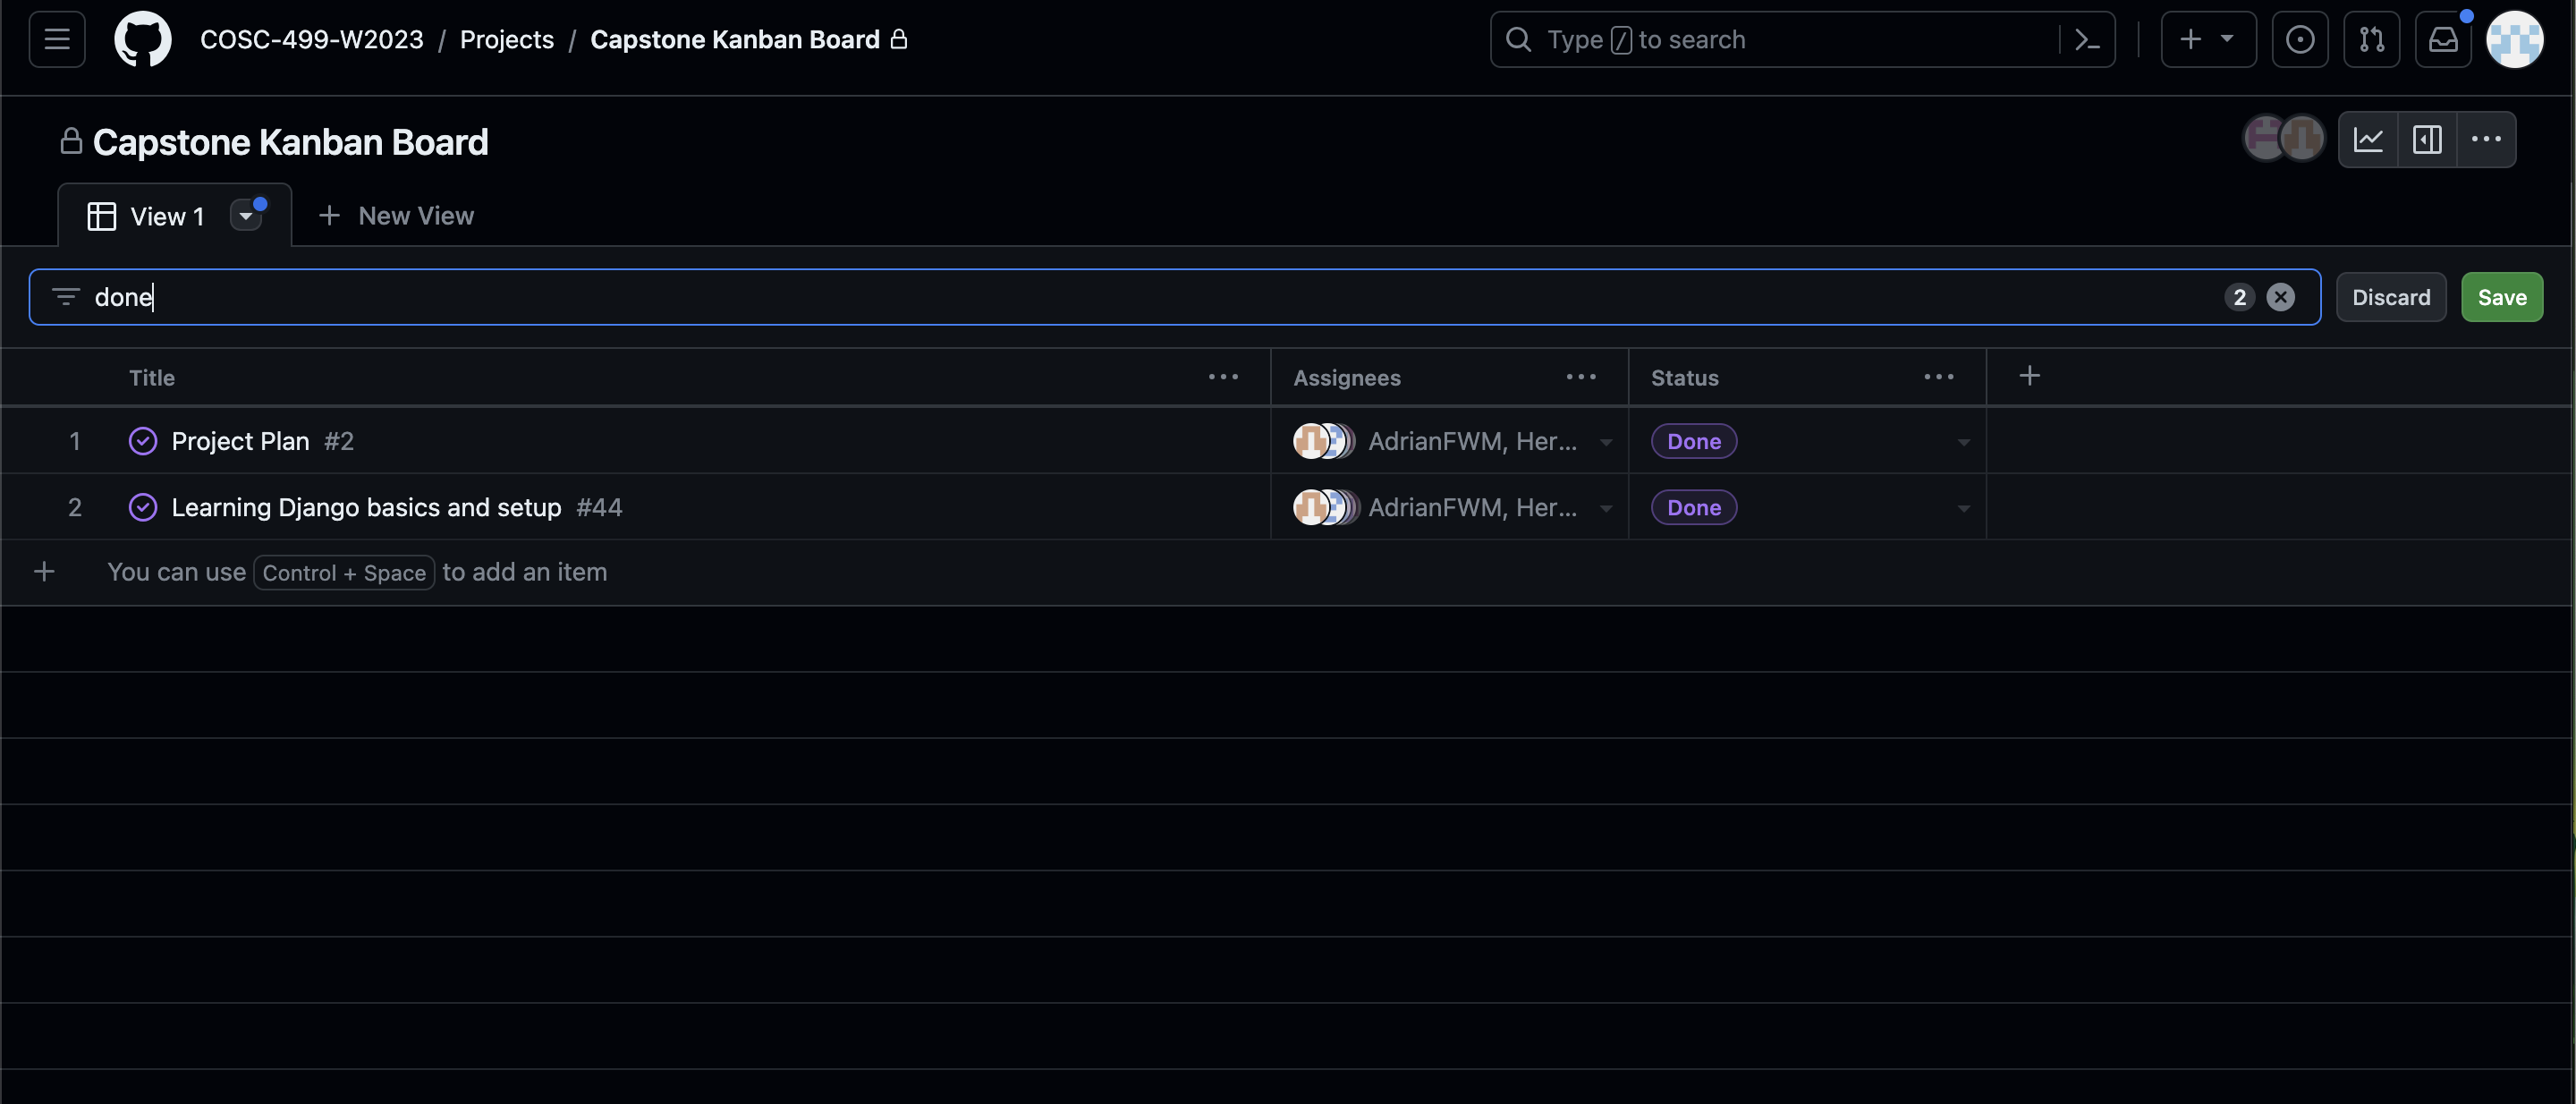 COSC-499-W2023 / Projects / Capstone Kanban Board
Type / to search
Capstone Kanban Board
View 1
New View
done
2
Discard
Save
Title
Assignees
Status
1 Project Plan #2 AdrianFWM, Her... Done
2 Learning Django basics and setup #44 AdrianFWM, Her... Done
You can use Control + Space to add an item